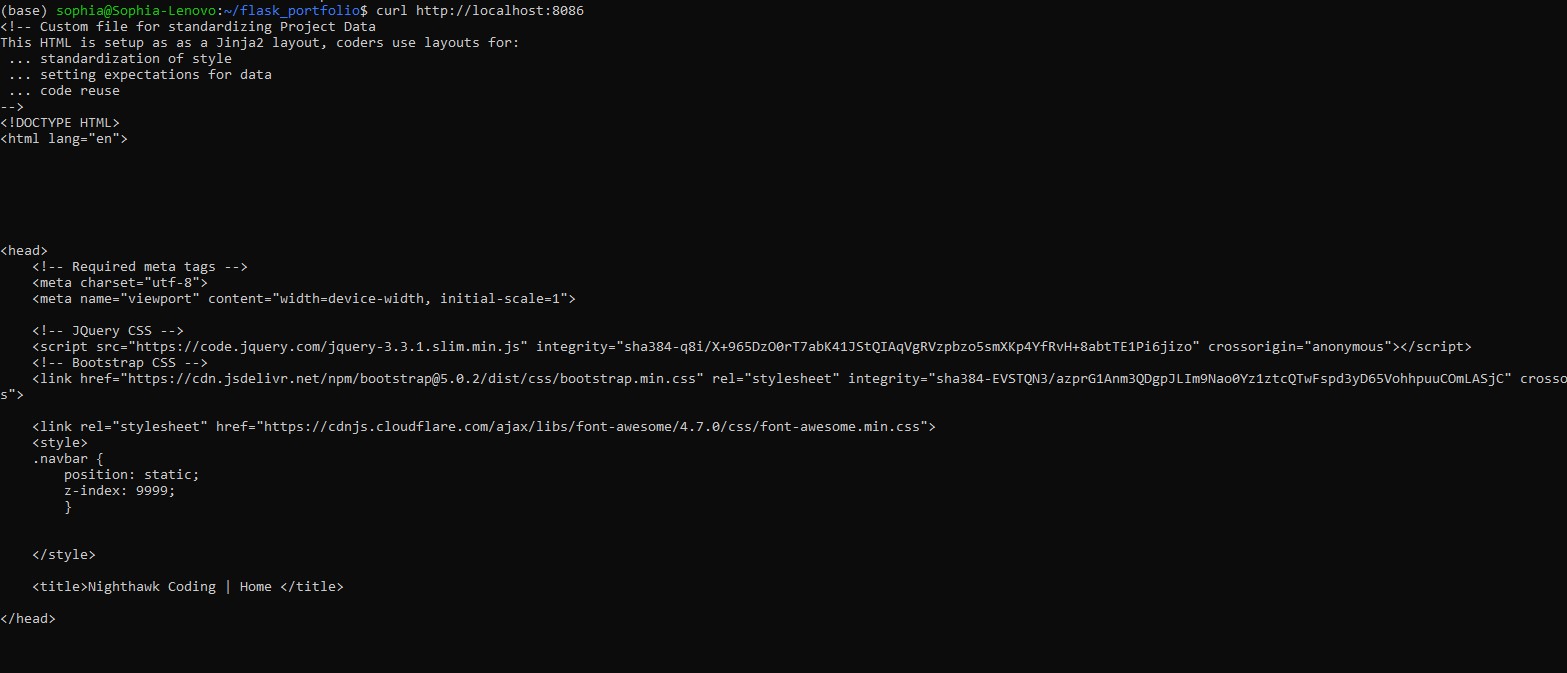 (base) sophia@Sophia-Lenovo:~/flask_portfolio$ curl http://localhost:8086
<!-- Custom file for standardizing Project Data
This HTML is setup as as a Jinja2 layout, coders use layouts for:
 ... standardization of style
 ... setting expectations for data
 ... code reuse
-->
<!DOCTYPE HTML>
<html lang="en">
<head>
    <!-- Required meta tags -->
    <meta charset="utf-8">
    <meta name="viewport" content="width=device-width, initial-scale=1">
    <!-- JQuery CSS -->
    <script src="https://code.jquery.com/jquery-3.3.1.slim.min.js" integrity="sha384-q8i/X+965DzO0rT7abK41JStQIAqVgRVzpbzo5smXKp4YfRvH+8abtTE1Pi6jizo" crossorigin="anonymous"></script>
    <!-- Bootstrap CSS -->
    <link href="https://cdn.jsdelivr.net/npm/bootstrap@5.0.2/dist/css/bootstrap.min.css" rel="stylesheet" integrity="sha384-EVSTQN3/azprG1Anm3QDgpJLIm9Nao0Yz1ztcQTwFspd3yD65VohhpuuCOmLASjC" crosso
s">
    <link rel="stylesheet" href="https://cdnjs.cloudflare.com/ajax/libs/font-awesome/4.7.0/css/font-awesome.min.css">
    <style>
    .navbar {
        position: static;
        z-index: 9999;
        }
    </style>
    <title>Nighthawk Coding | Home </title>
</head>